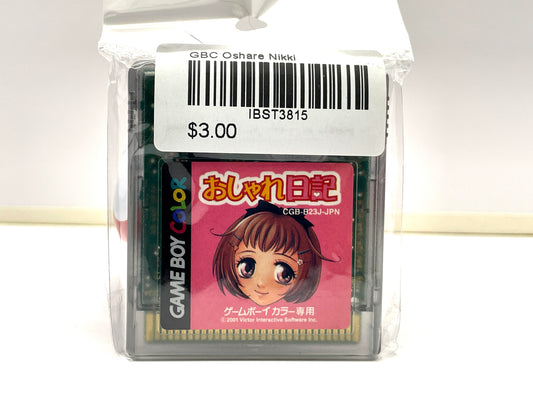 GBC Oshare Nikki
IBST3815
$3.00
おしゃれ日記
CGB-B23J-JPN
GAME BOY COLOR
ゲームボーイ カラー専用
©2001 Victor Interactive Software Inc.